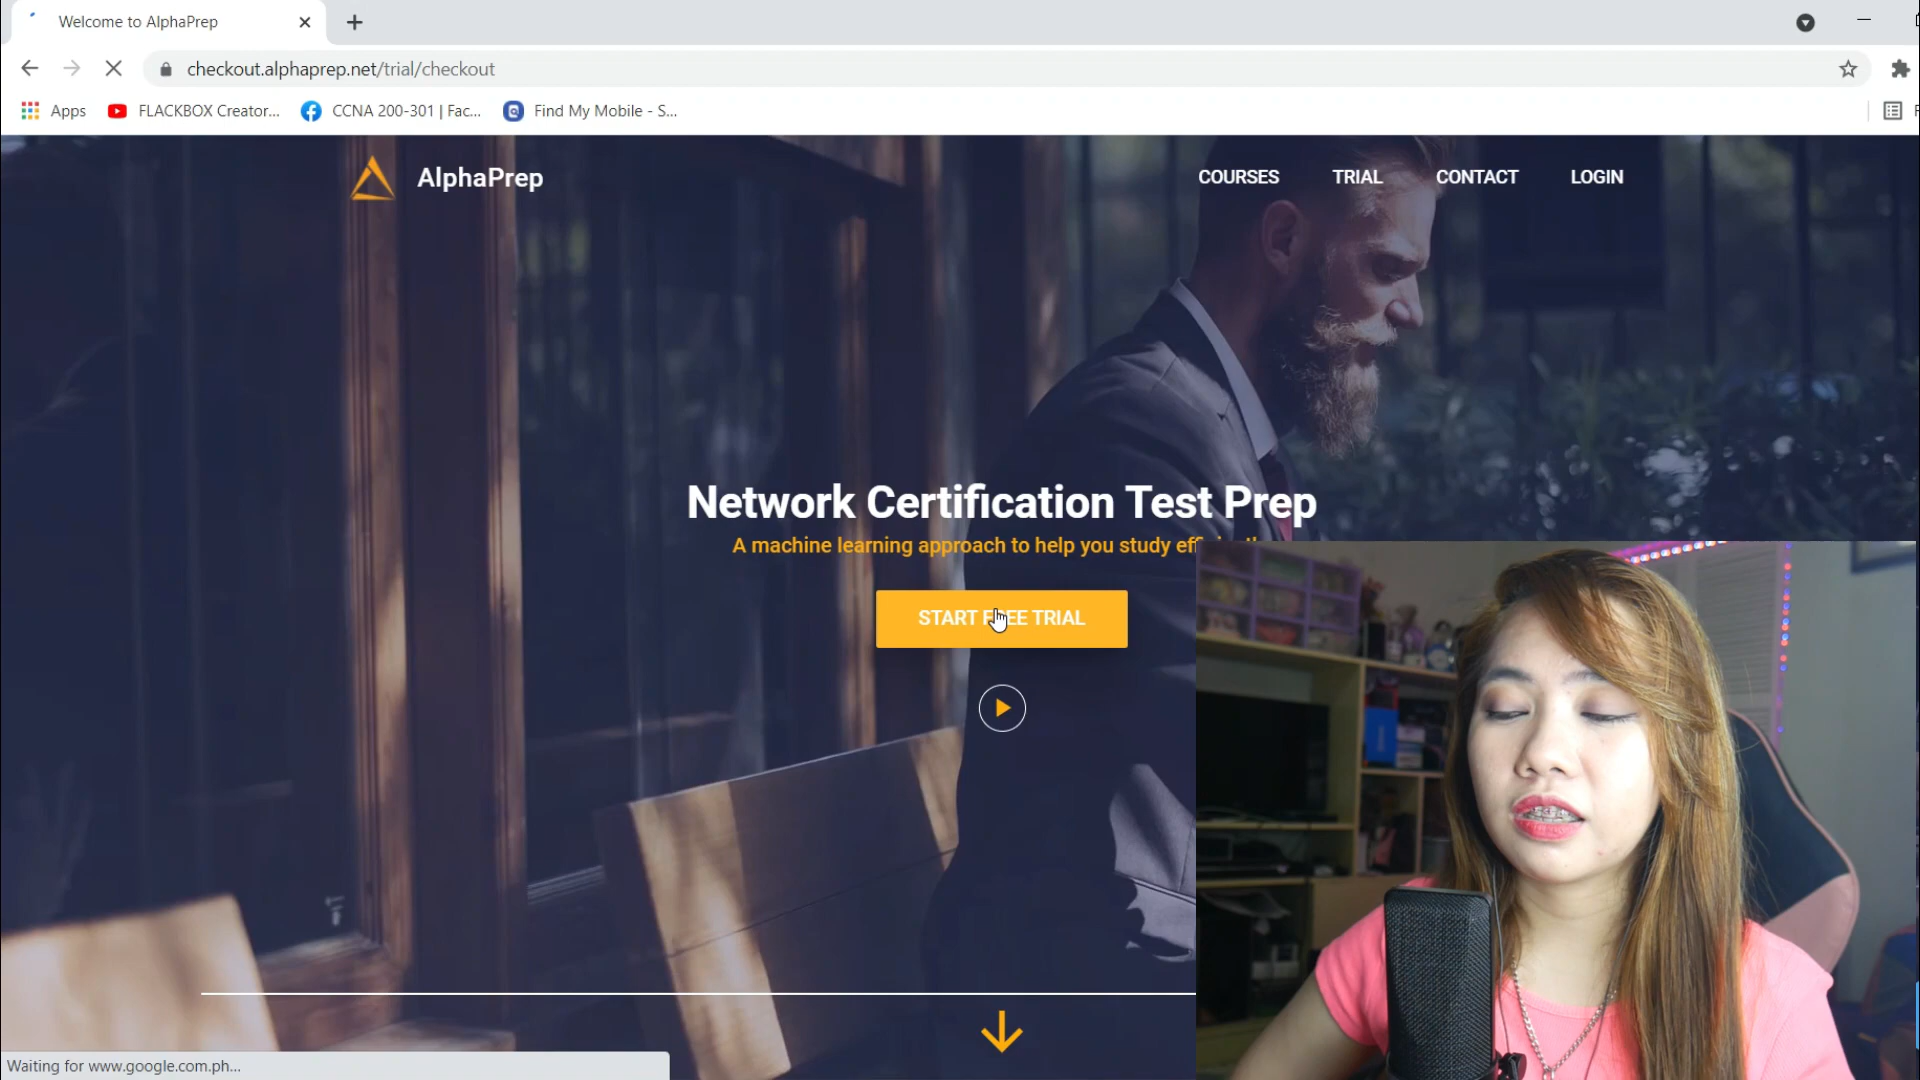 Welcome to AlphaPrep
checkout.alphaprep.net/trial/checkout
Apps
FLACKBOX Creator...
CCNA 200-301 | Fac...
Find My Mobile - S...
AlphaPrep
COURSES
TRIAL
CONTACT
LOGIN
Network Certification Test Prep
A machine learning approach to help you study
START FREE TRIAL
Waiting for www.google.com.ph...